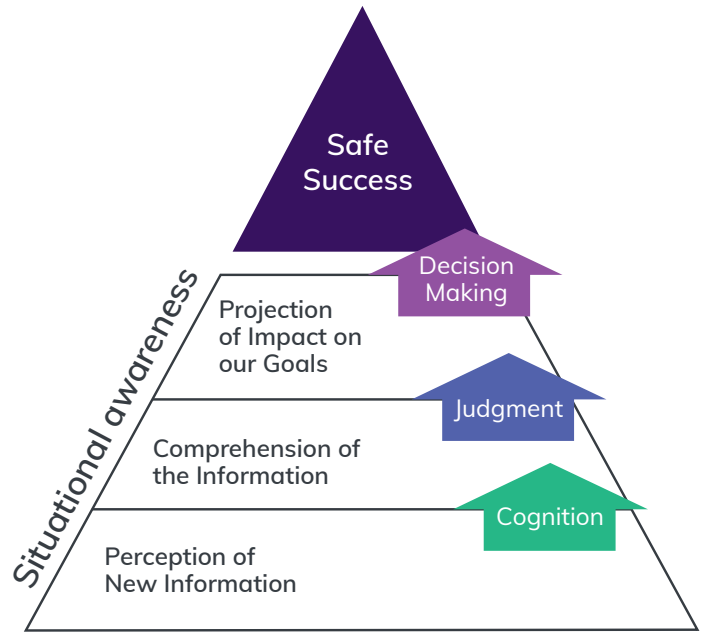 Safe
Success
Decision
Making
Situational awareness
Projection
of Impact on
our Goals
Judgment
Comprehension of
the Information
Cognition
Perception of
New Information